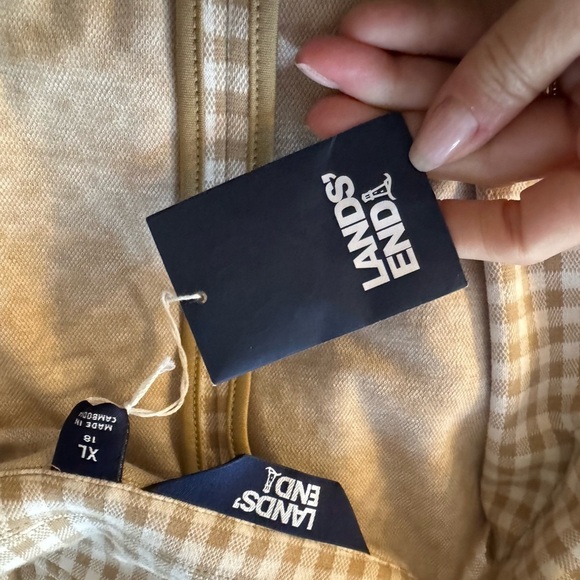 LANDS'
END
XL
18
MADE IN
CAMBODIA
LANDS'
END